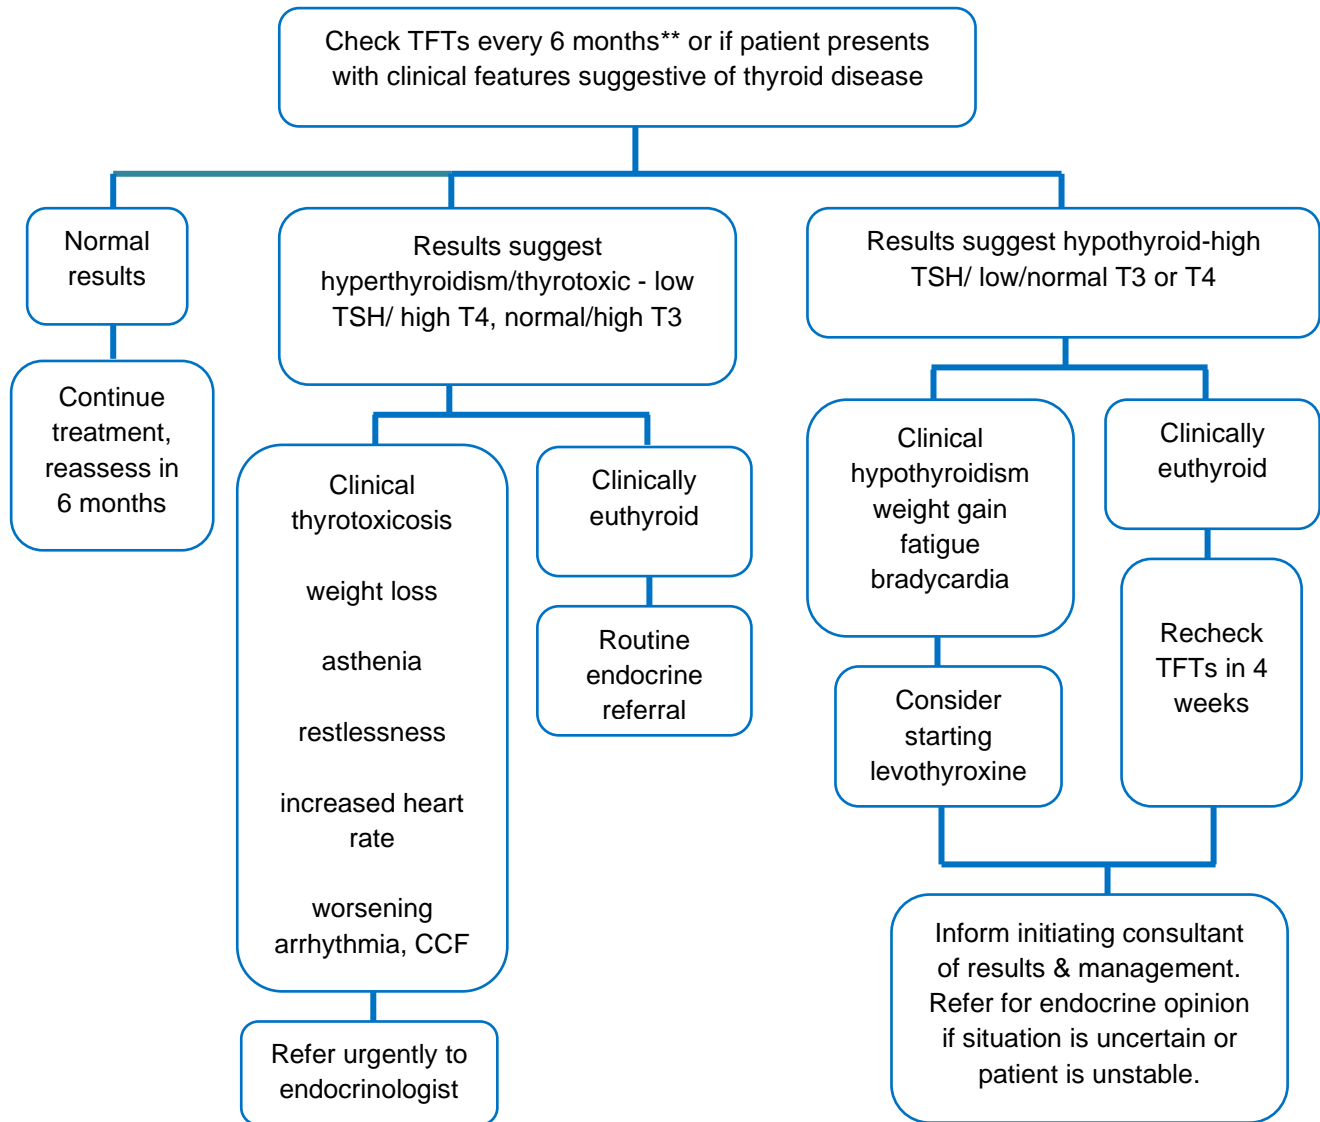 Check TFTs every 6 months** or if patient presents
with clinical features suggestive of thyroid disease
Normal
results
Continue
treatment,
reassess in
6 months
Results suggest
hyperthyroidism/thyrotoxic - low
TSH/ high T4, normal/high T3
Clinical
thyrotoxicosis
weight loss
asthenia
restlessness
increased heart
rate
worsening
arrhythmia, CCF
Refer urgently to
endocrinologist
Clinically
euthyroid
Routine
endocrine
referral
Results suggest hypothyroid-high
TSH/ low/normal T3 or T4
Clinical
hypothyroidism
weight gain
fatigue
bradycardia
Consider
starting
levothyroxine
Clinically
euthyroid
Recheck
TFTs in 4
weeks
Inform initiating consultant
of results & management.
Refer for endocrine opinion
if situation is uncertain or
patient is unstable.